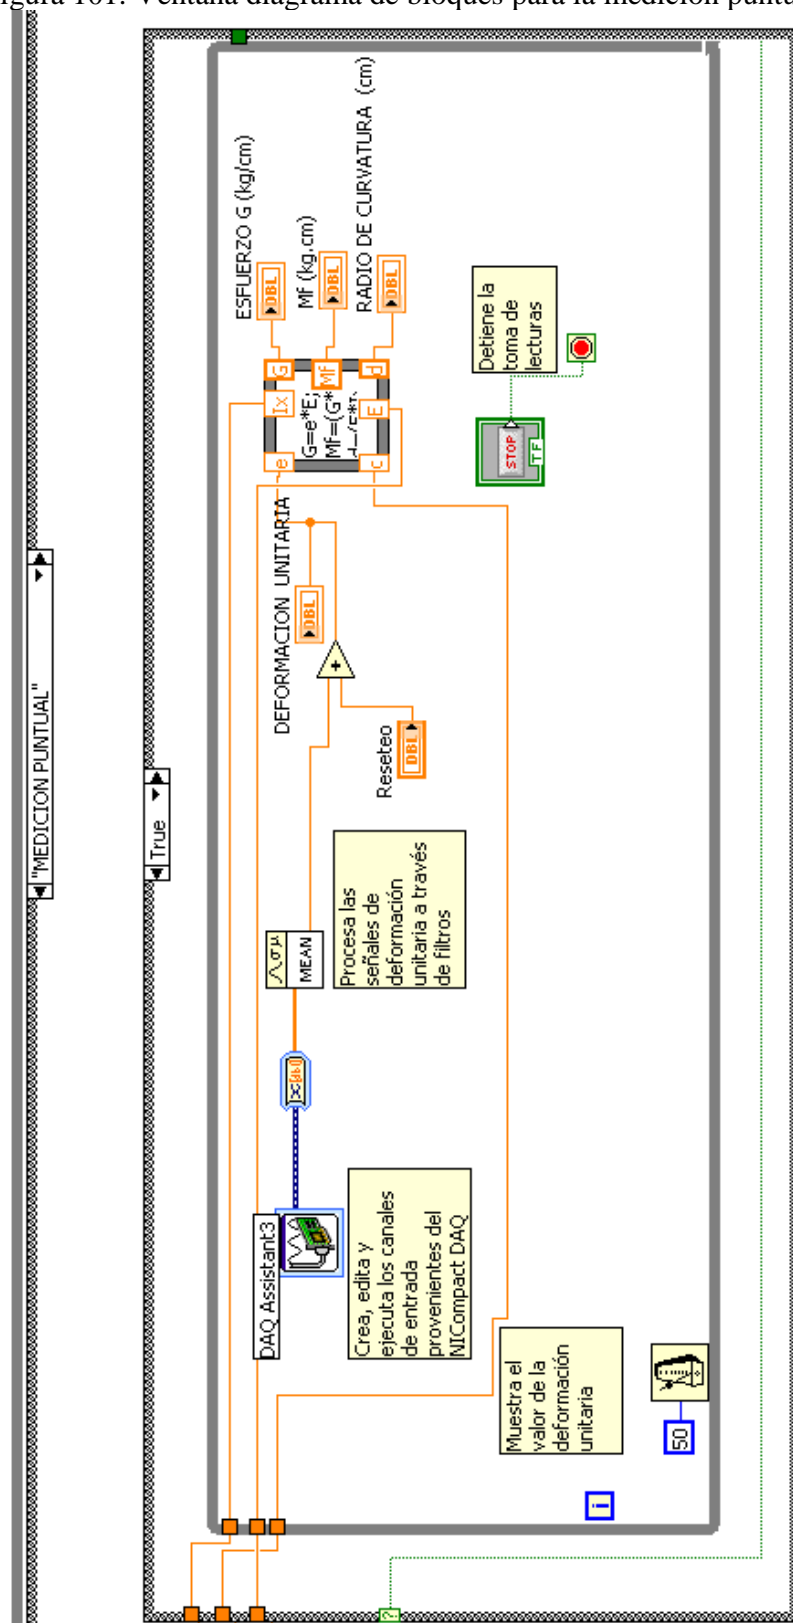 igura 101. Ventana diagrama de bloques para la medición puntu
"MEDICION PUNTUAL"
True
DAQ Assistant3
Crea, edita y
ejecuta los canales
de entrada
provenientes del
NICompact DAQ
MEAN
Procesa las
señales de
deformación
unitaria a través
de filtros
Reseteo
DBL
+
DEFORMACION UNITARIA
DBL
e
Ix
G
G=e*E;
Mf=(G*
Mf
c
E
d
ESFUERZO G (kg/cm)
DBL
Mf (kg.cm)
DBL
RADIO DE CURVATURA (cm)
DBL
Detiene la
toma de
lecturas
STOP
TF
Muestra el
valor de la
deformación
unitaria
50
i
?